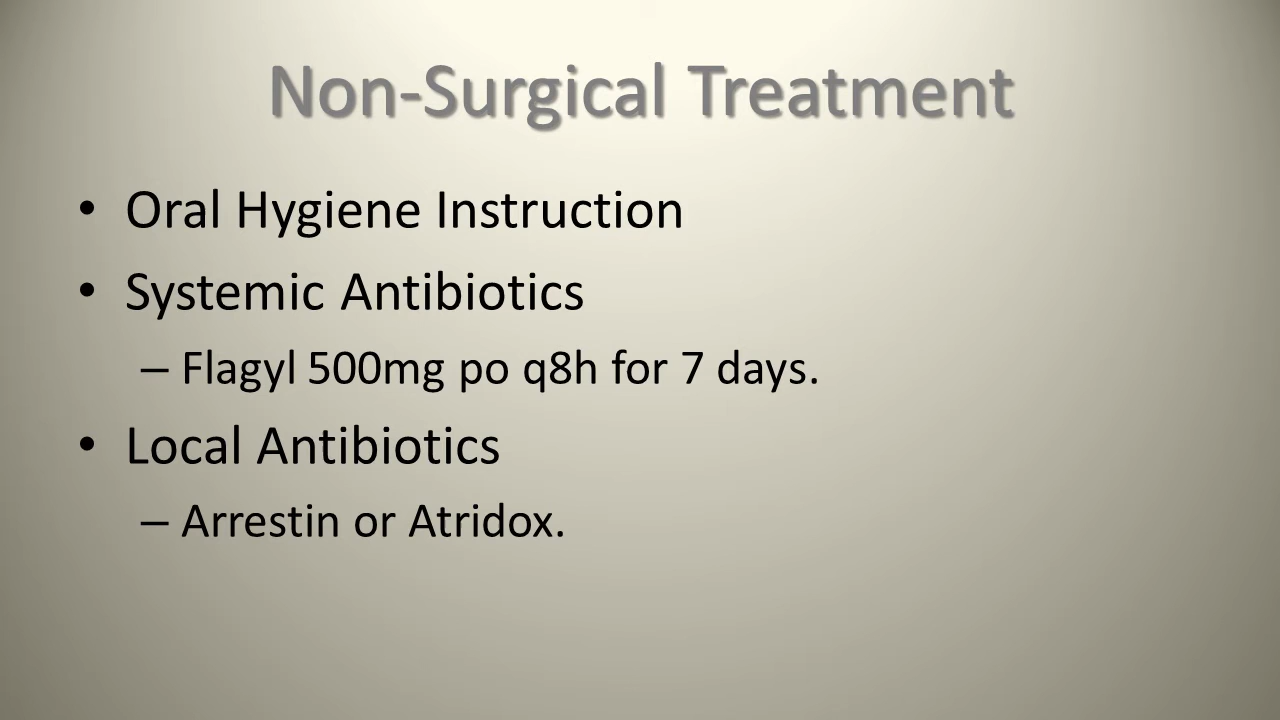 Non-Surgical Treatment
• Oral Hygiene Instruction
• Systemic Antibiotics
– Flagyl 500mg po q8h for 7 days.
• Local Antibiotics
– Arrestin or Atridox.